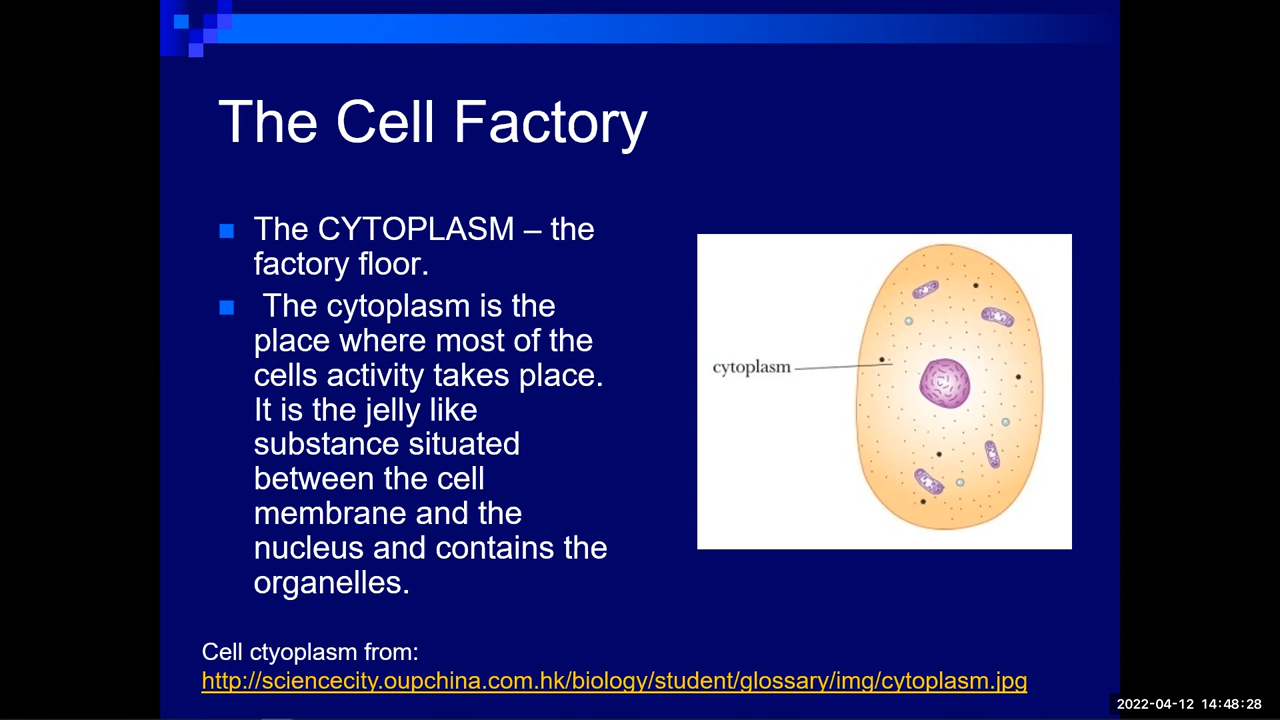 The Cell Factory
The CYTOPLASM – the
factory floor.
The cytoplasm is the
place where most of the
cells activity takes place.
It is the jelly like
substance situated
between the cell
membrane and the
nucleus and contains the
organelles.
cytoplasm
Cell ctyoplasm from:
http://sciencecity.oupchina.com.hk/biology/student/glossary/img/cytoplasm.jpg
2022-04-12 14:48:28